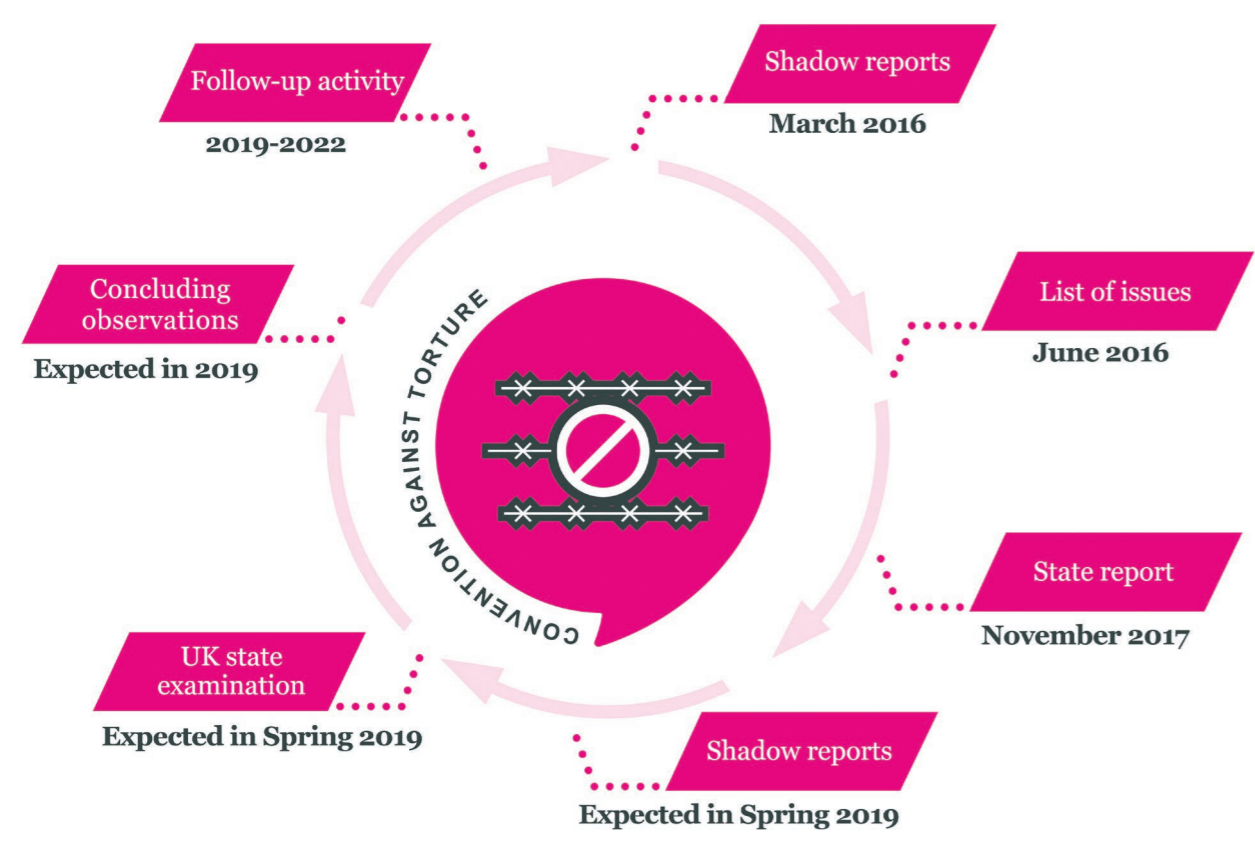 Follow-up activity
2019-2022
Shadow reports
March 2016
List of issues
June 2016
State report
November 2017
Shadow reports
Expected in Spring 2019
UK state
examination
Expected in Spring 2019
Concluding
observations
Expected in 2019
CONVENTION AGAINST TORTURE